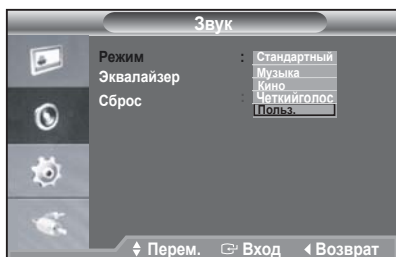 Звук
Режим : Стандартный
Музыка
Эквалайзер
Кино
Сброс : Четкийголос
Польз.
Перем. Вход Возврат